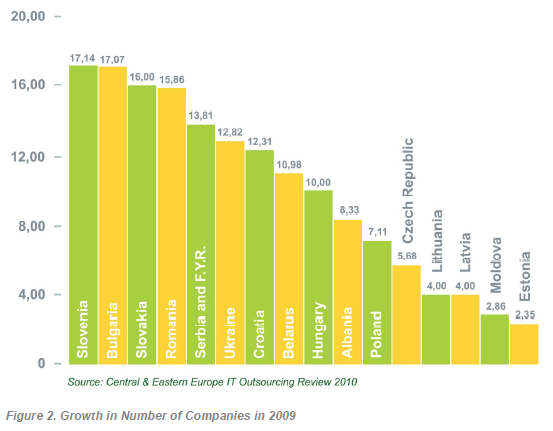 20,00
16,00
12,00
8,00
4,00
0
17,14
17,07
16,00
15,86
13,81
12,82
12,31
10,98
10,00
8,33
7,11
5,68
4,00
4,00
2,86
2,35
Slovenia
Bulgaria
Slovakia
Romania
Serbia and F.Y.R.
Ukraine
Croatia
Belarus
Hungary
Albania
Poland
Czech Republic
Lithuania
Latvia
Moldova
Estonia
Source: Central & Eastern Europe IT Outsourcing Review 2010
Figure 2. Growth in Number of Companies in 2009